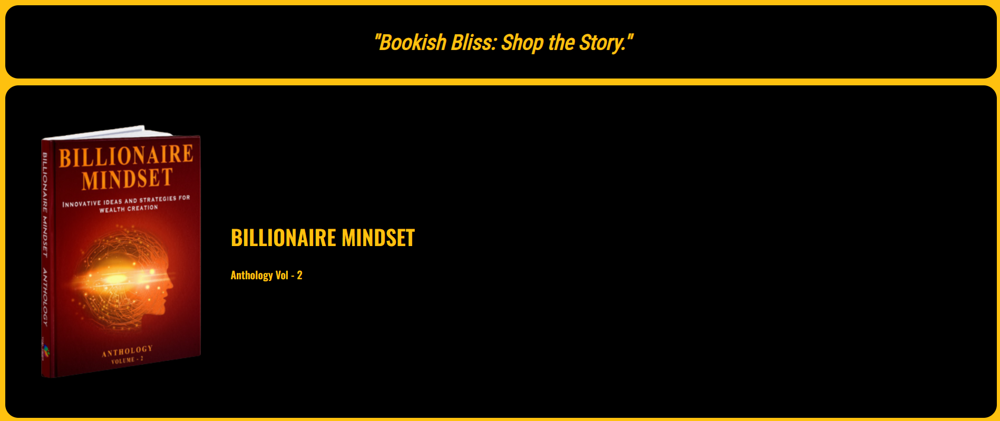 "Bookish Bliss: Shop the Story."
BILLIONAIRE
MINDSET
INNOVATIVE IDEAS AND STRATEGIES FOR
WEALTH CREATION
ANTHOLOGY
VOLUME - 2
BILLIONAIRE MINDSET ANTHOLOGY
BILLIONAIRE MINDSET
Anthology Vol - 2